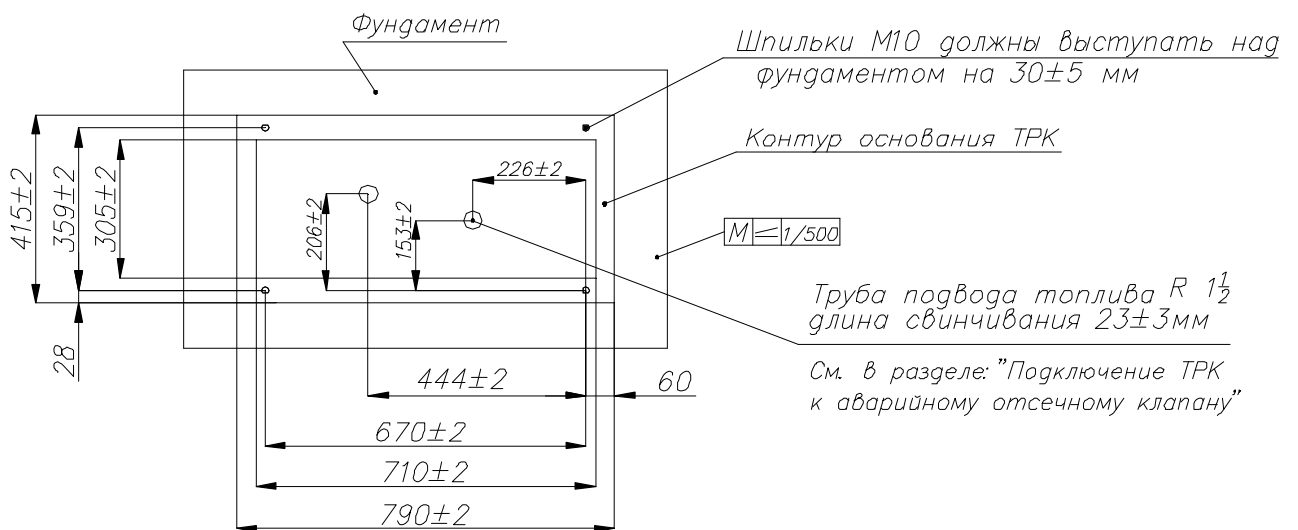 Фундамент
Шпильки М10 должны выступать над
фундаментом на 30±5 мм
Контур основания ТРК
226±2
415±2
359±2
305±2
206±2
153±2
М ≤ 1/500
Труба подвода топлива R 1 1/2
длина свинчивания 23±3мм
28
444±2
60
См. в разделе: "Подключение ТРК
к аварийному отсечному клапану"
670±2
710±2
790±2